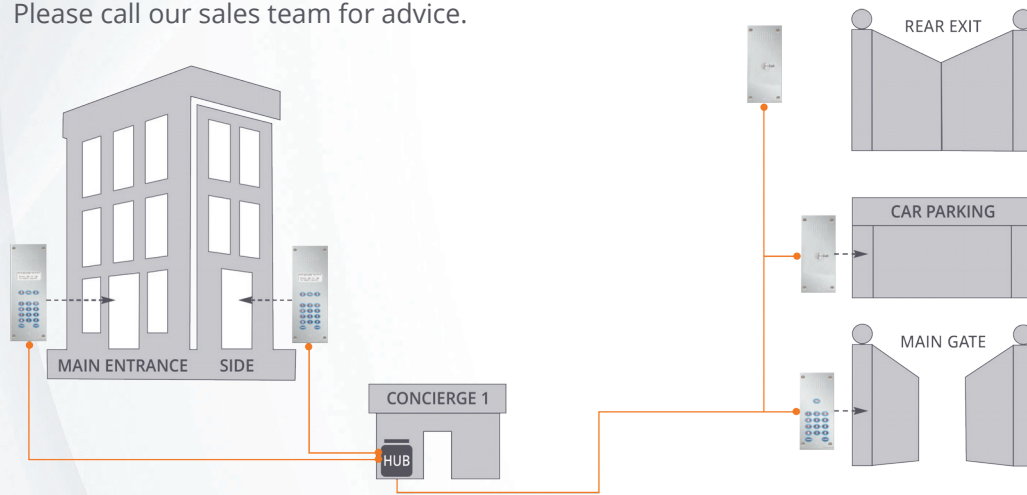 Please call our sales team for advice.
REAR EXIT
CAR PARKING
MAIN GATE
MAIN ENTRANCE
SIDE
CONCIERGE 1
HUB